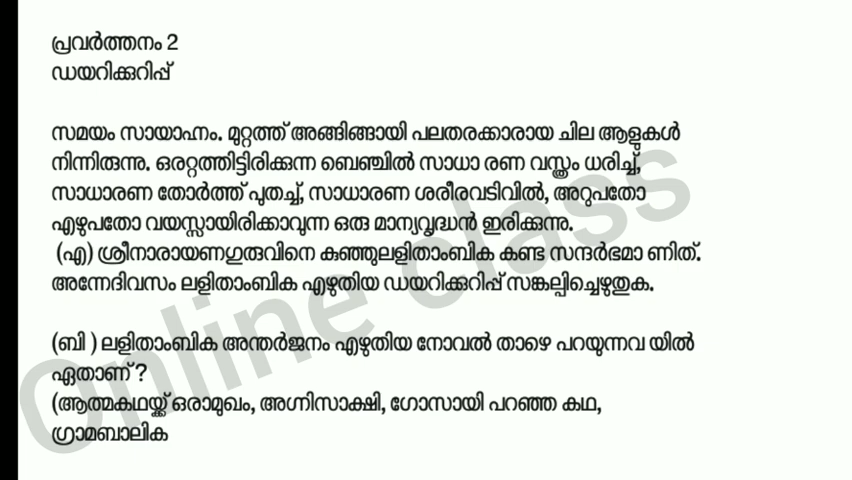 പ്രവർത്തനം 2
ഡയറിക്കുറിപ്പ്
സമയം സായാഹ്നം. മുറ്റത്ത് അങ്ങിങ്ങായി പലതരക്കാരായ ചില ആളുകൾ
നിന്നിരുന്നു. ഒരറ്റത്തിട്ടിരിക്കുന്ന ബെഞ്ചിൽ സാധാ രണ വസ്ത്രം ധരിച്ച്,
സാധാരണ തോർത്ത് പുതച്ച്, സാധാരണ ശരീരവടിവിൽ, അറുപതോ
എഴുപതോ വയസ്സായിരിക്കാവുന്ന ഒരു മാന്യവൃദ്ധൻ ഇരിക്കുന്നു.
(എ) ശ്രീനാരായണഗുരുവിനെ കുഞ്ഞുലളിതാംബിക കണ്ട സന്ദർഭമാ ണിത്.
അന്നേദിവസം ലളിതാംബിക എഴുതിയ ഡയറിക്കുറിപ്പ് സങ്കല്പിച്ചെഴുതുക.
(ബി ) ലളിതാംബിക അന്തർജനം എഴുതിയ നോവൽ താഴെ പറയുന്നവ യിൽ
ഏതാണ് ?
(ആത്മകഥയ്ക്ക് ഒരാമുഖം, അഗ്നിസാക്ഷി, ഗോസായി പറഞ്ഞ കഥ,
ഗ്രാമബാലിക
Online class